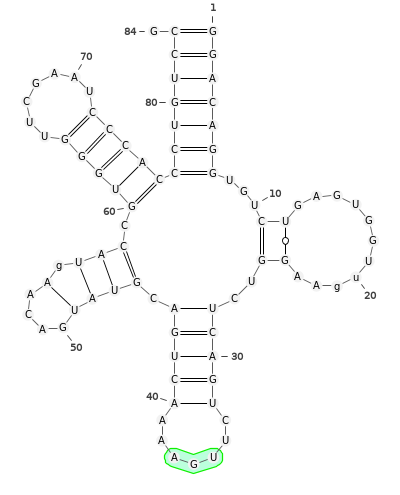 1
84 G C G
70 C G
G A A U A
U C 80 G C
C U C U A
U G C C G
G A C C G
U G U
U G 10
60 G U G A G U
C C U G
C A C G G
A U g G G U
A A U A u
C A U G A A g 20
A G U A G C U C
50 G A U
G C
U A 30
C G
40 A U
A C
A U
A G U